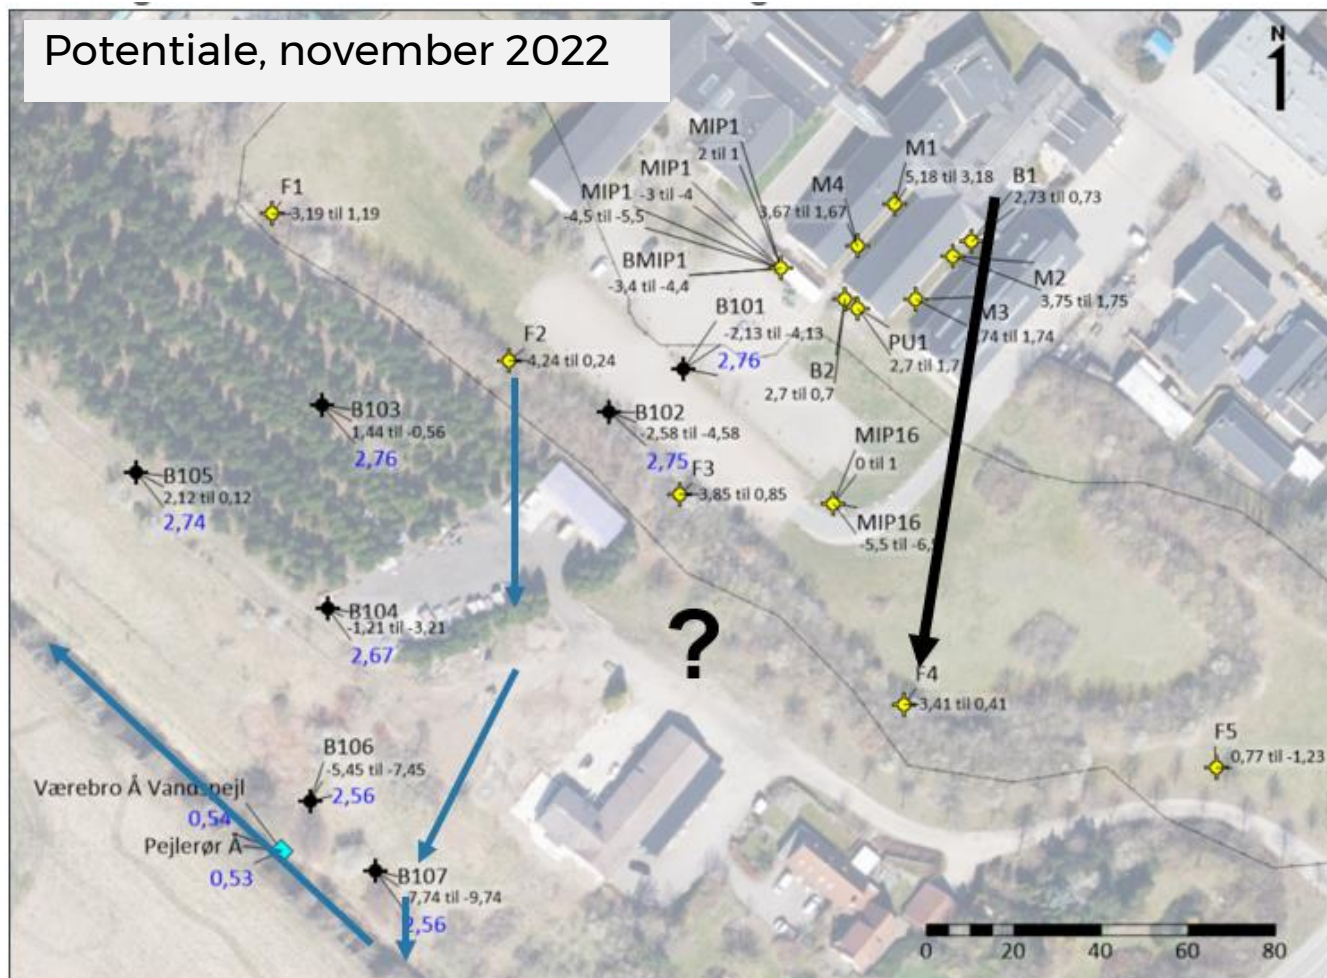 Potentiale, november 2022
N
MIP1
2 til 1
MIP1
-3 til -4
MIP1
-4,5 til -5,5
BMIP1
-3,4 til -4,4
M4
3,67 til 1,67
M1
5,18 til 3,18
B1
2,73 til 0,73
M2
3,75 til 1,75
M3
74 til 1,74
PU1
2,7 til 1,7
B2
2,7 til 0,7
F1
3,19 til 1,19
F2
4,24 til 0,24
B101
-2,13 til -4,13
2,76
B102
-2,58 til -4,58
2,75
B103
1,44 til -0,56
2,76
B105
2,12 til 0,12
2,74
F3
3,85 til 0,85
MIP16
0 til 1
MIP16
-5,5 til -6,
B104
-1,21 til -3,21
2,67
?
F4
3,41 til 0,41
F5
0,77 til -1,23
B106
-5,45 til -7,45
2,56
Værebro Å Vandspejl
0,54
Pejlerør Å
0,53
B107
-7,74 til -9,74
2,56
0 20 40 60 80